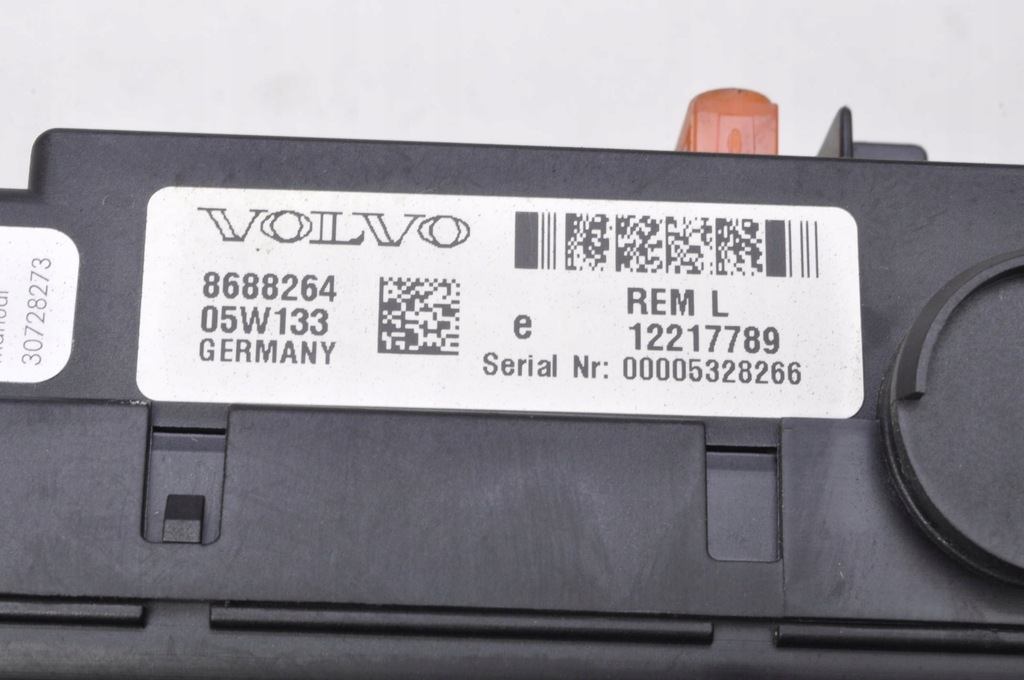 VOLVO
8688264
05W133
GERMANY
e
REM L
12217789
Serial Nr: 00005328266
30728273